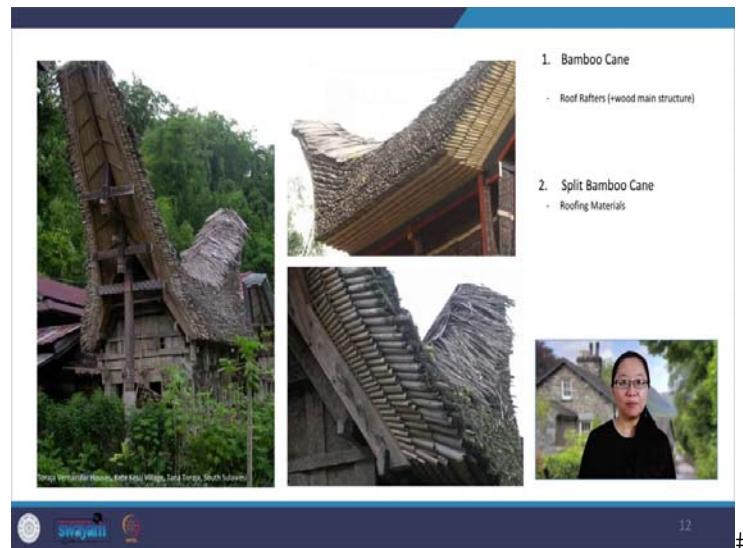 1. Bamboo Cane
- Roof Rafters (+wood main structure)
2. Split Bamboo Cane
- Roofing Materials
Toraja Vernacular Houses, Kete Kesu Village, Tana Toraja, South Sulawesi
swayam
12
#